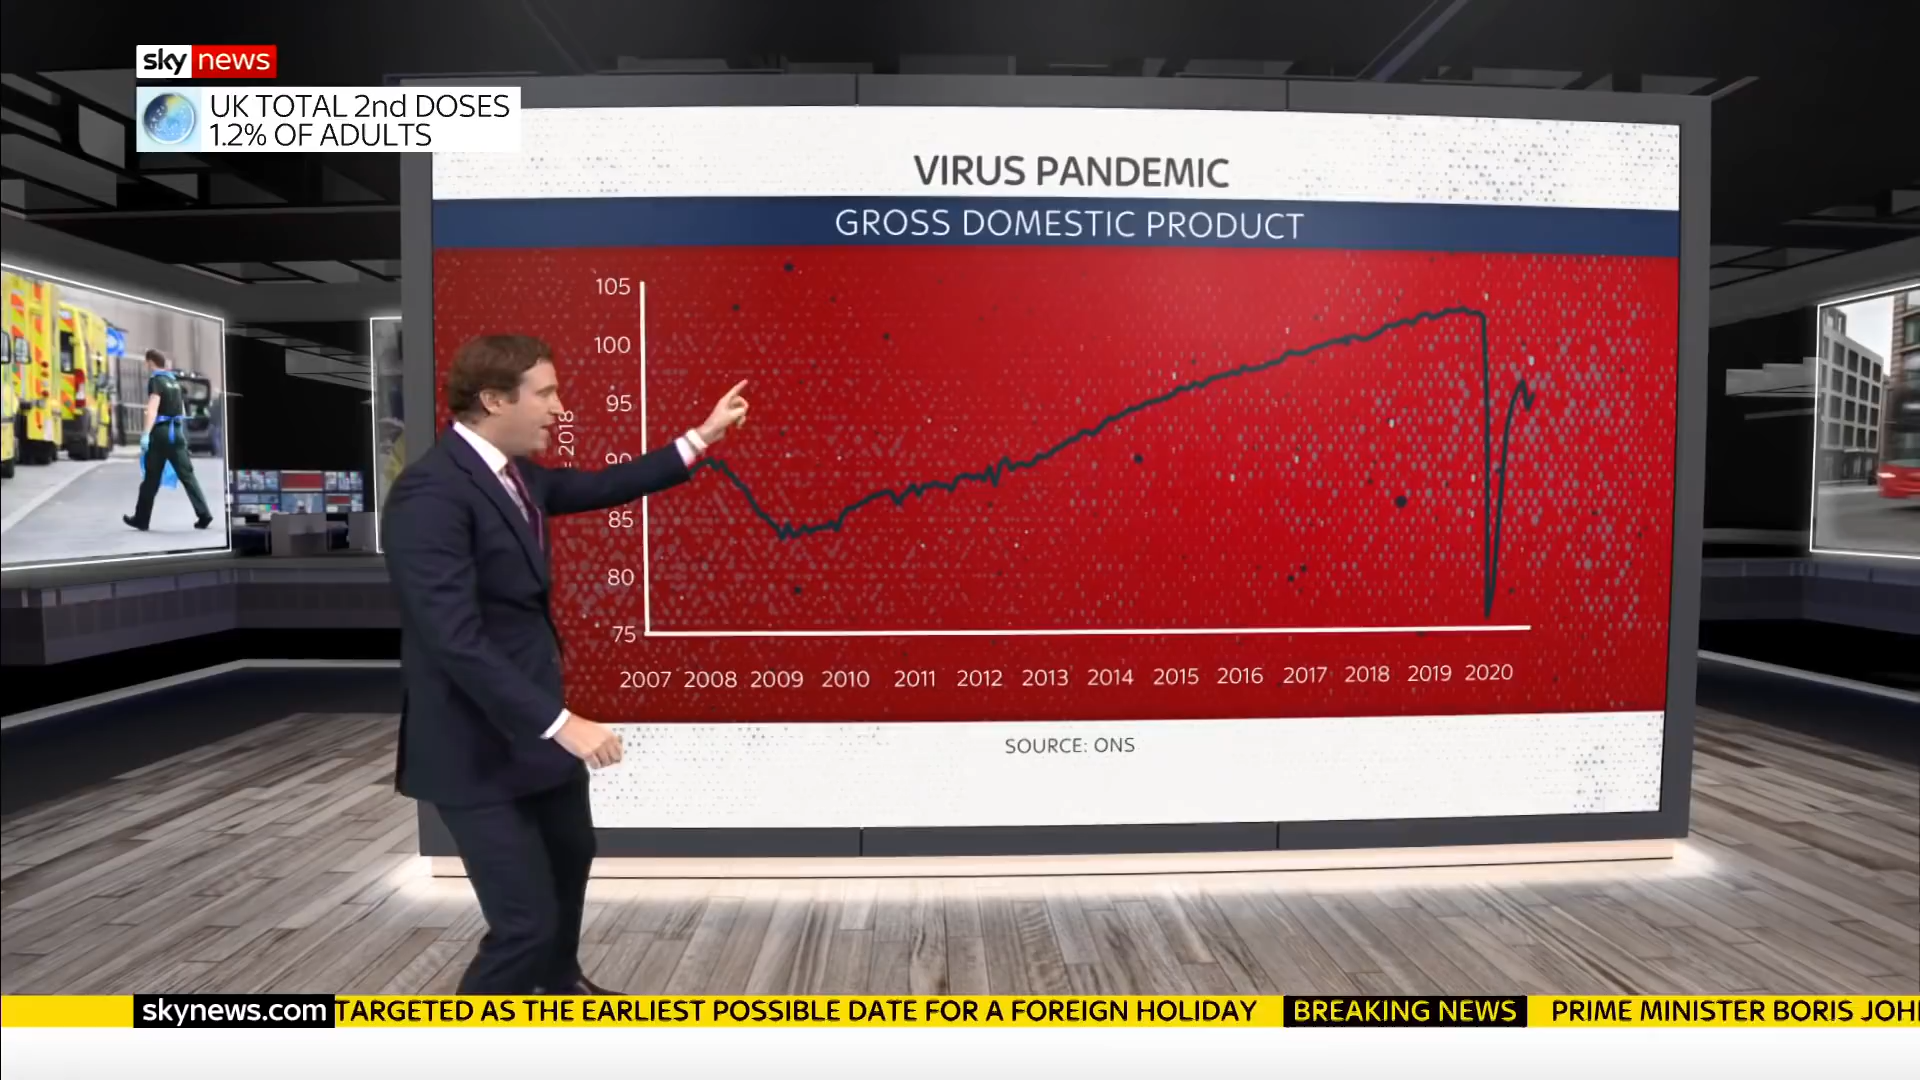 sky news
UK TOTAL 2nd DOSES
1.2% OF ADULTS
VIRUS PANDEMIC
GROSS DOMESTIC PRODUCT
105
100
95
90
85
80
75
= 2018
2007 2008 2009 2010 2011 2012 2013 2014 2015 2016 2017 2018 2019 2020
SOURCE: ONS
skynews.com TARGETED AS THE EARLIEST POSSIBLE DATE FOR A FOREIGN HOLIDAY BREAKING NEWS PRIME MINISTER BORIS JOH